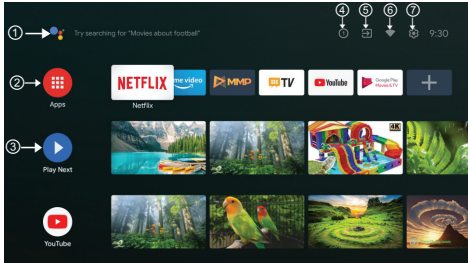 ① ② ③ ④ ⑤ ⑥ ⑦
Try searching for "Movies about football"
9:30
NETFLIX
me video
MMP
TV
YouTube
Google Play
Movies & TV
Apps
Netflix
4K
Play Next
YouTube